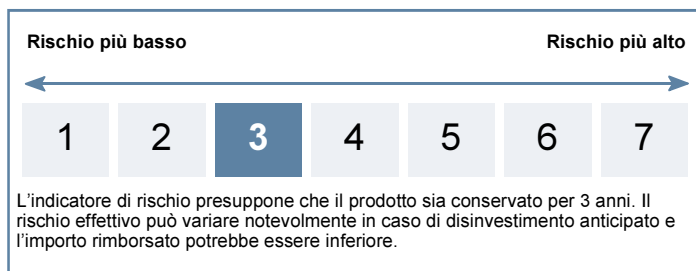 Rischio più basso Rischio più alto
1 2 3 4 5 6 7
L'indicatore di rischio presuppone che il prodotto sia conservato per 3 anni. Il
rischio effettivo può variare notevolmente in caso di disinvestimento anticipato e
l'importo rimborsato potrebbe essere inferiore.